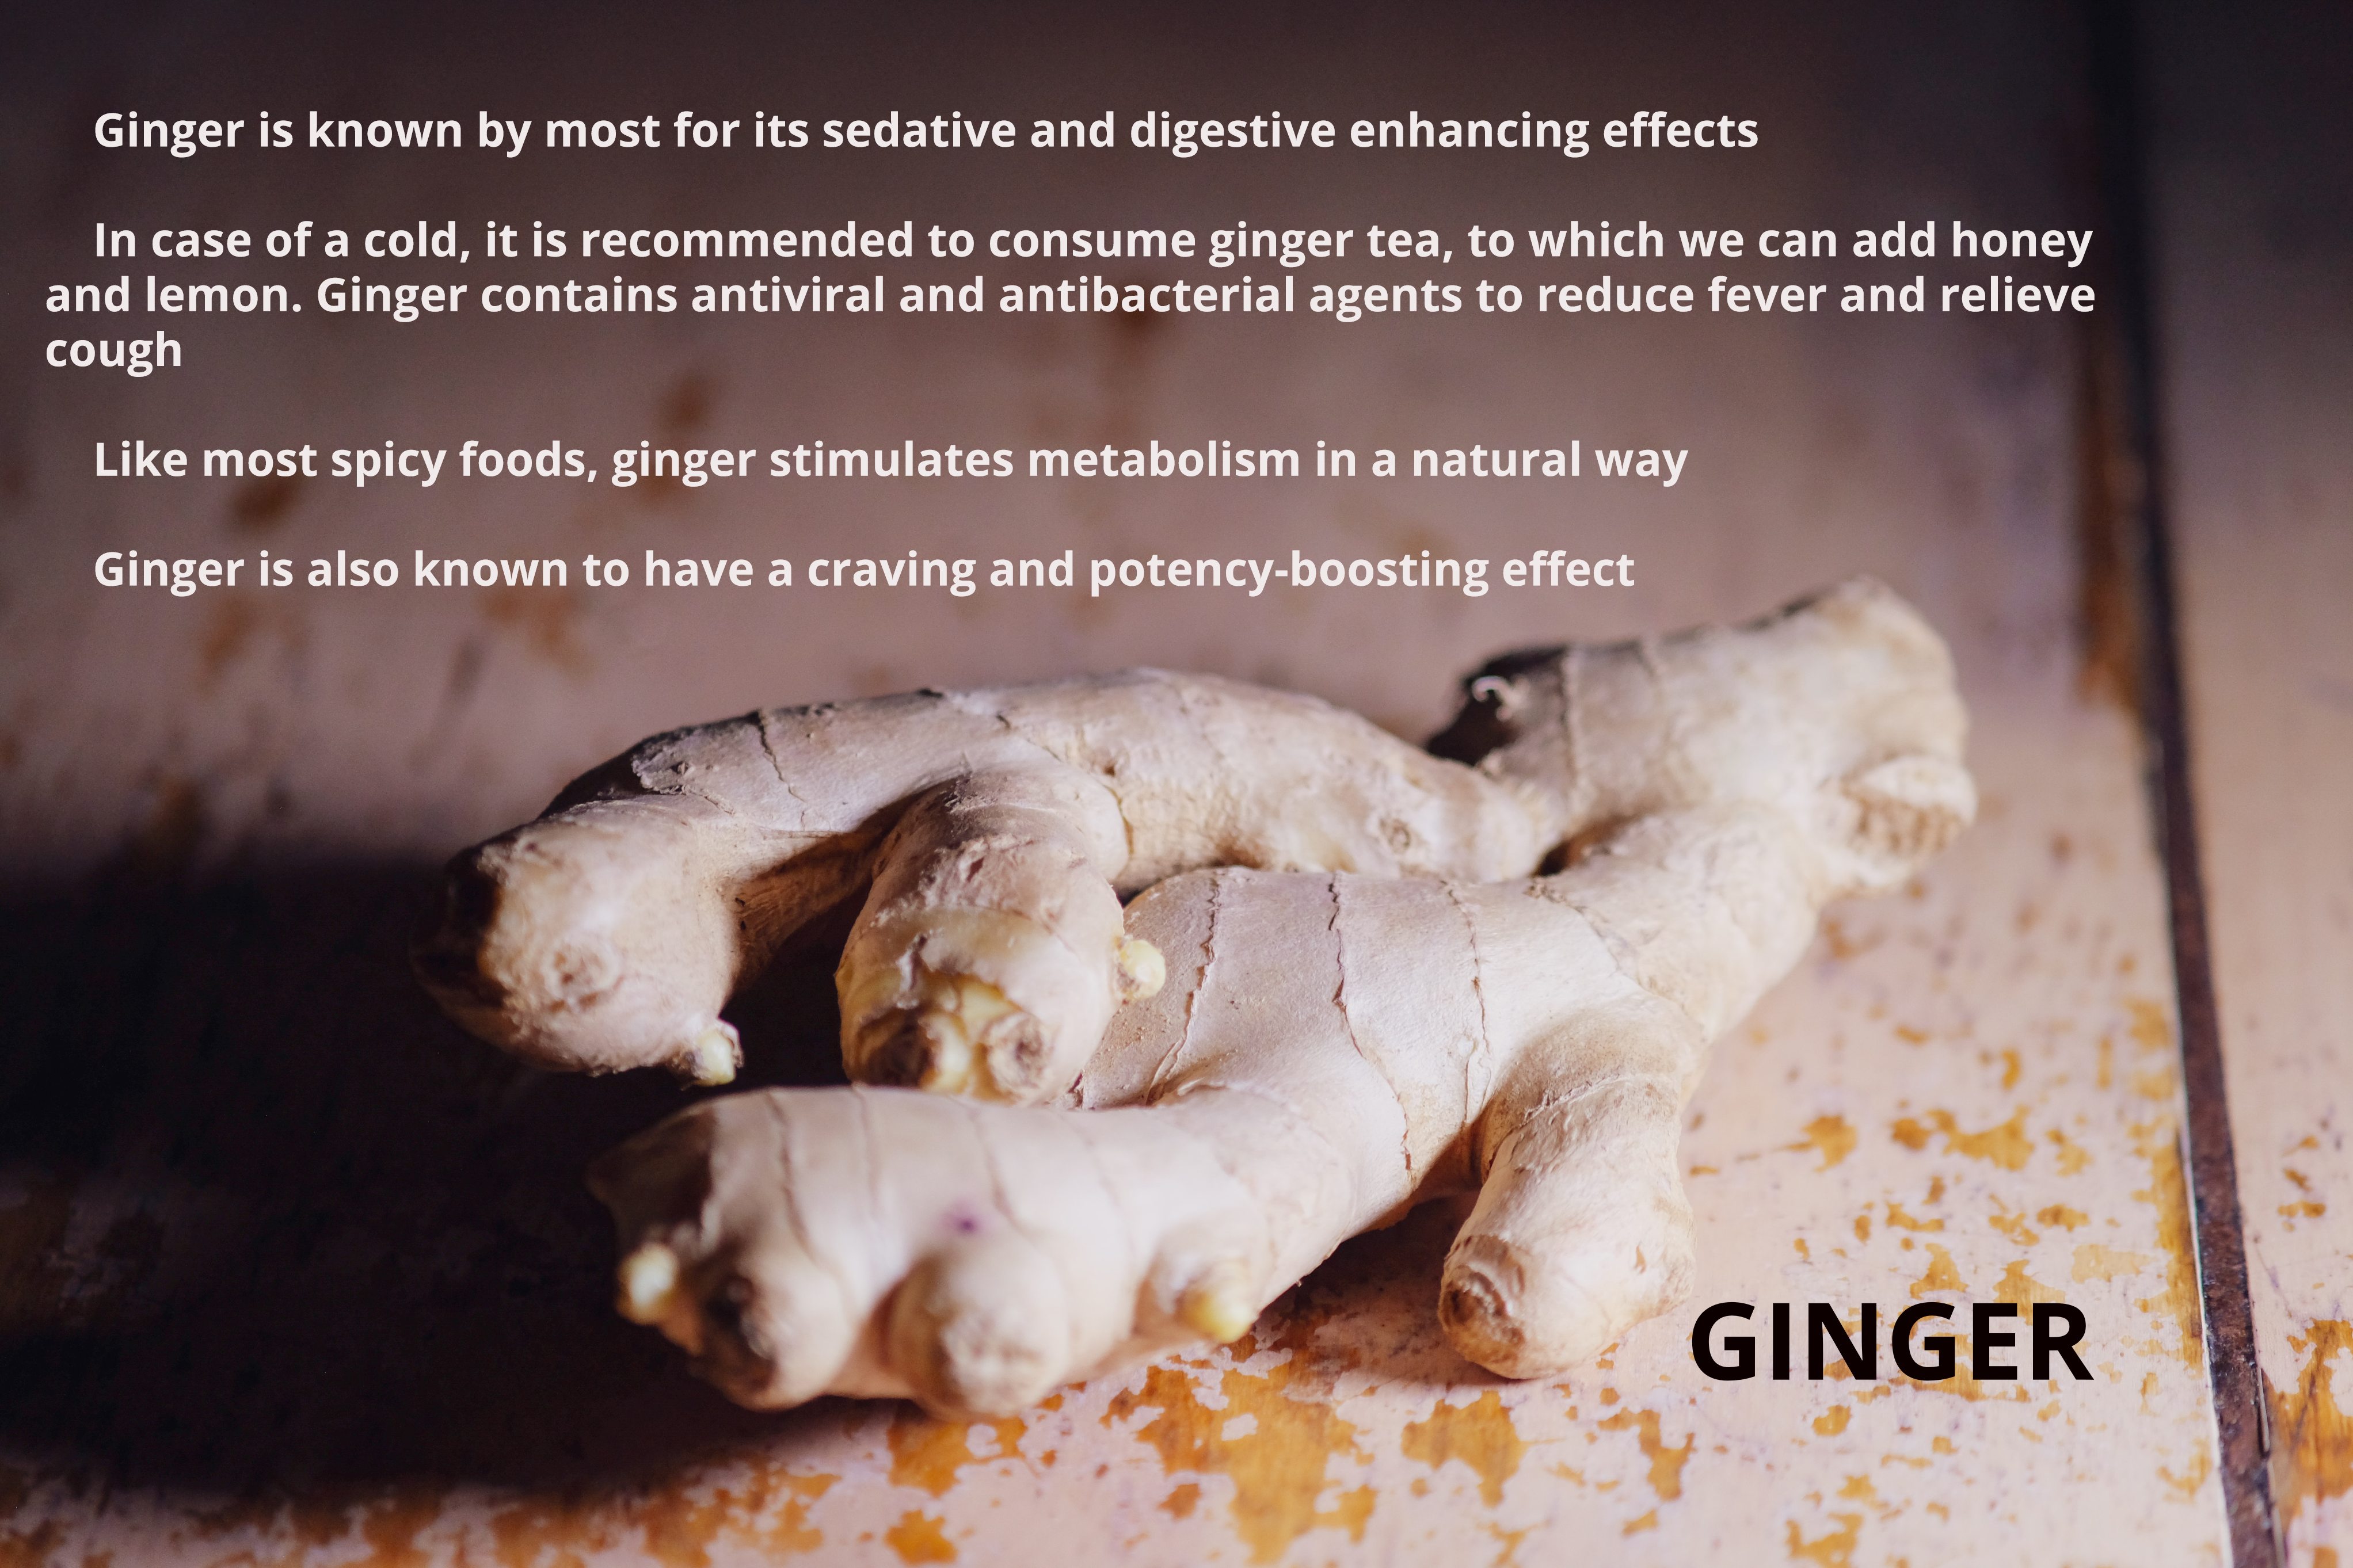 Ginger is known by most for its sedative and digestive enhancing effects
In case of a cold, it is recommended to consume ginger tea, to which we can add honey
and lemon. Ginger contains antiviral and antibacterial agents to reduce fever and relieve
cough
Like most spicy foods, ginger stimulates metabolism in a natural way
Ginger is also known to have a craving and potency-boosting effect
GINGER